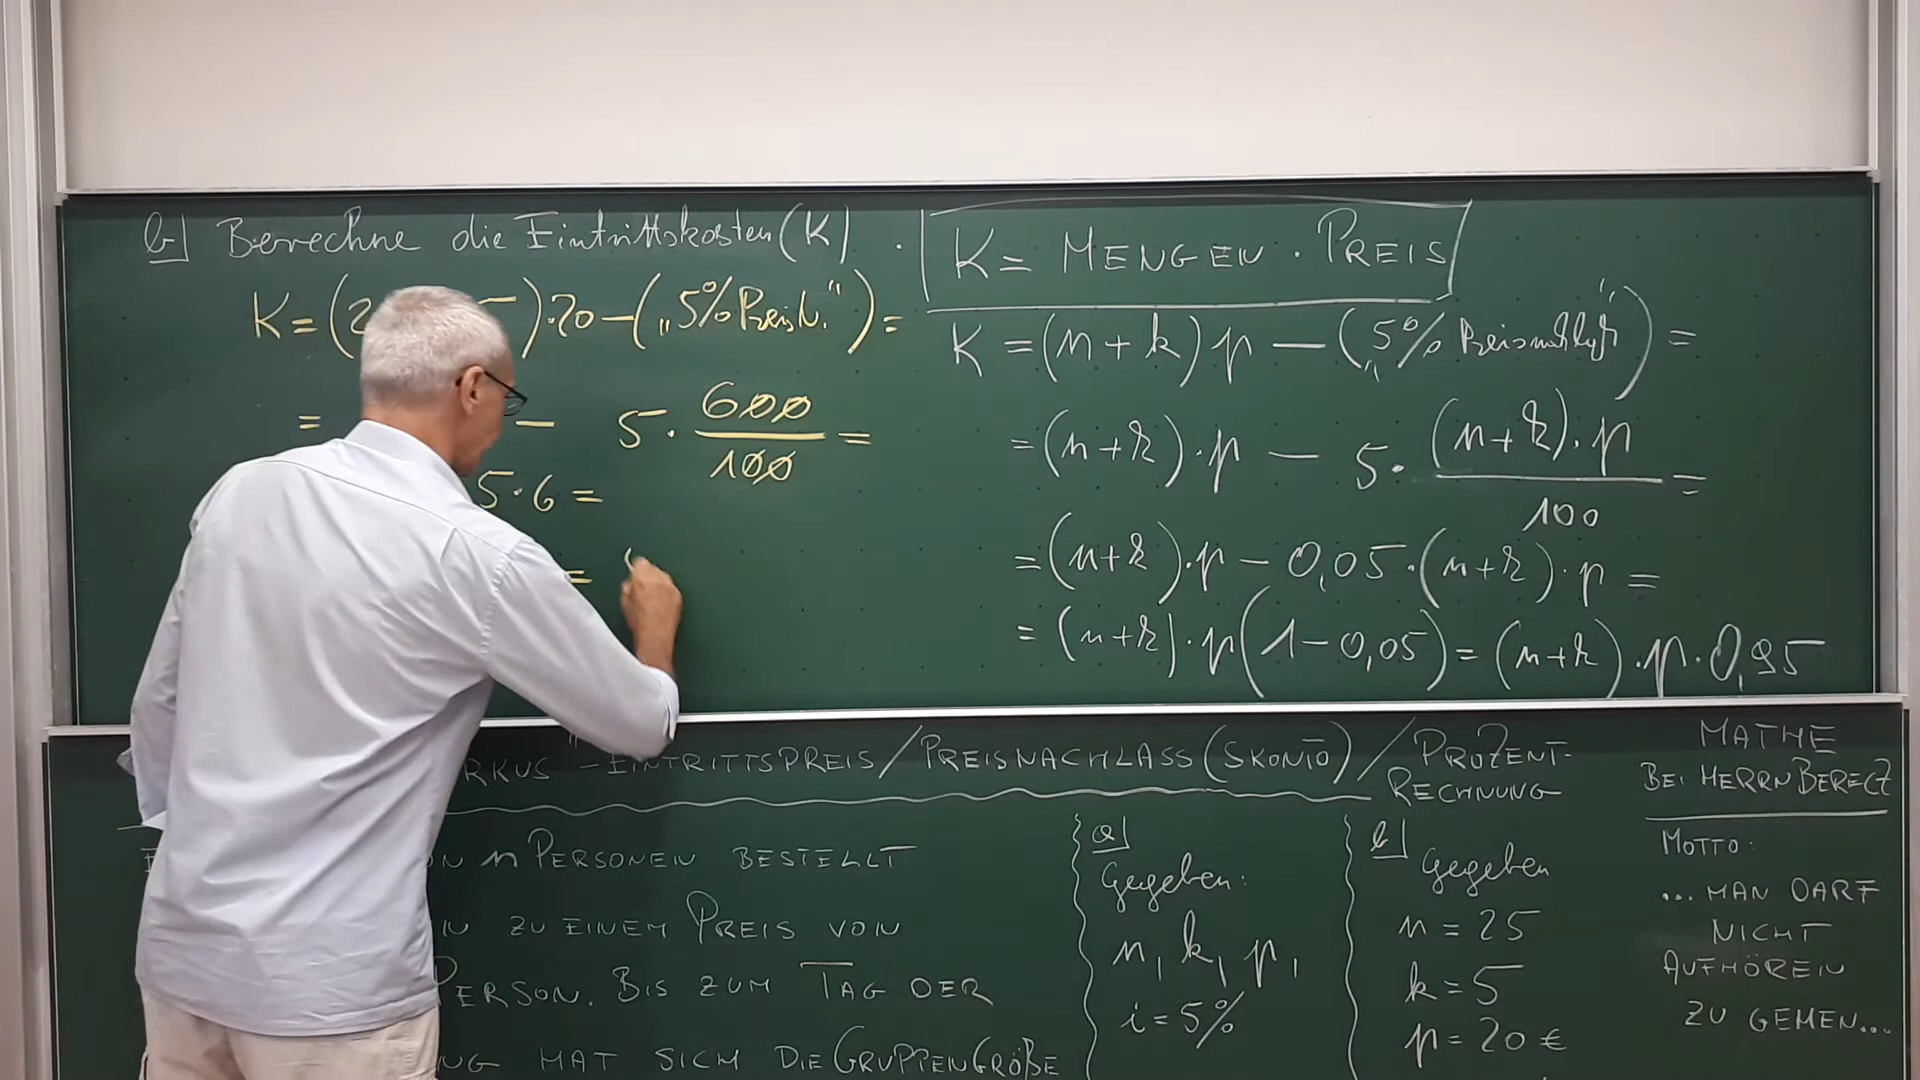 b) Berechne die Eintrittskosten (K).
K = MENGEN · PREIS
K = (2 5)·20 – („5% Preisn.“) =
= – 5 · 600/100 =
5·6 =
=
K = (n + k) p – („5% Preisnachlaß“) =
= (n+k)·p – 5· (n+k)·p / 100 =
= (n+k)·p – 0,05·(n+k)·p =
= (n+k)·p(1–0,05) = (n+k)·p·0,95
RKUS" – EINTRITTSPREIS/PREISNACHLASS (SKONTO) / PROZENT-
RECHNUNG
N n PERSONEN BESTELLT
ZU EINEM PREIS VON
PERSON. BIS ZUM TAG DER
NG HAT SICH DIE GRUPPENGRÖßE
a)
Gegeben:
n, k, p,
i = 5%
b)
Gegeben
n = 25
k = 5
p = 20 €
MATHE
BEI HERRN BERECZ
MOTTO:
... MAN DARF
NICHT
AUFHÖREN
ZU GEHEN...